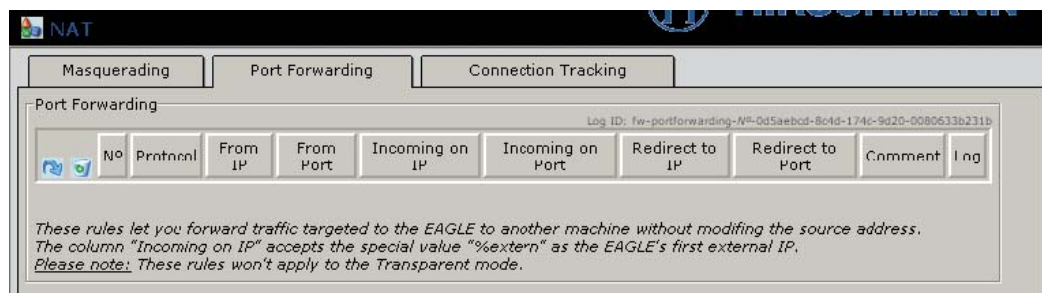 NAT
Masquerading Port Forwarding Connection Tracking
Port Forwarding
Log ID: fw-portforwarding-Nº-0d5aebcd-8c4d-174c-9d20-0080633b231b
Nº Protocol From IP From Port Incoming on IP Incoming on Port Redirect to IP Redirect to Port Comment Log
These rules let you forward traffic targeted to the EAGLE to another machine without modifing the source address.
The column "Incoming on IP" accepts the special value "%extern" as the EAGLE's first external IP.
Please note: These rules won't apply to the Transparent mode.